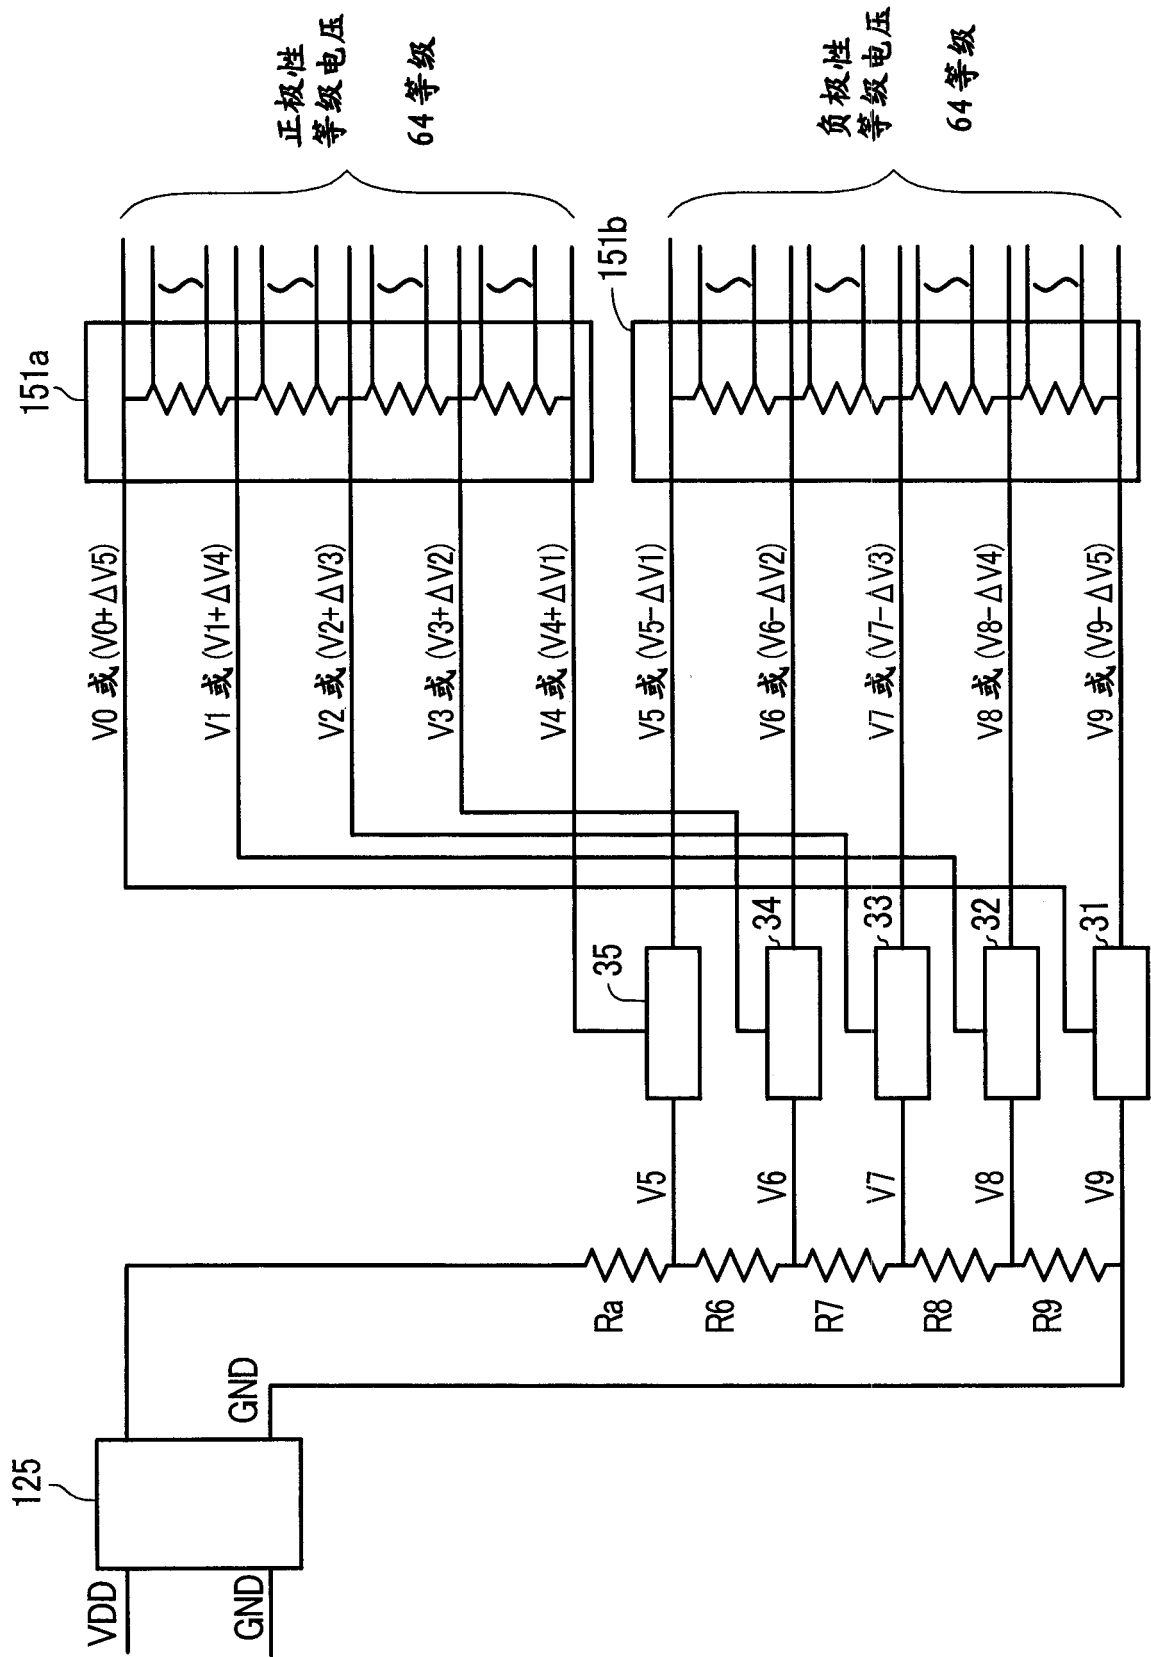 125
VDD
GND
GND
Ra
R6
R7
R8
R9
V5
V6
V7
V8
V9
35
34
33
32
31
V0 或 (V0+ΔV5)
V1 或 (V1+ΔV4)
V2 或 (V2+ΔV3)
V3 或 (V3+ΔV2)
V4 或 (V4+ΔV1)
V5 或 (V5-ΔV1)
V6 或 (V6-ΔV2)
V7 或 (V7-ΔV3)
V8 或 (V8-ΔV4)
V9 或 (V9-ΔV5)
151a
151b
正极性
等级电压
64等级
负极性
等级电压
64等级